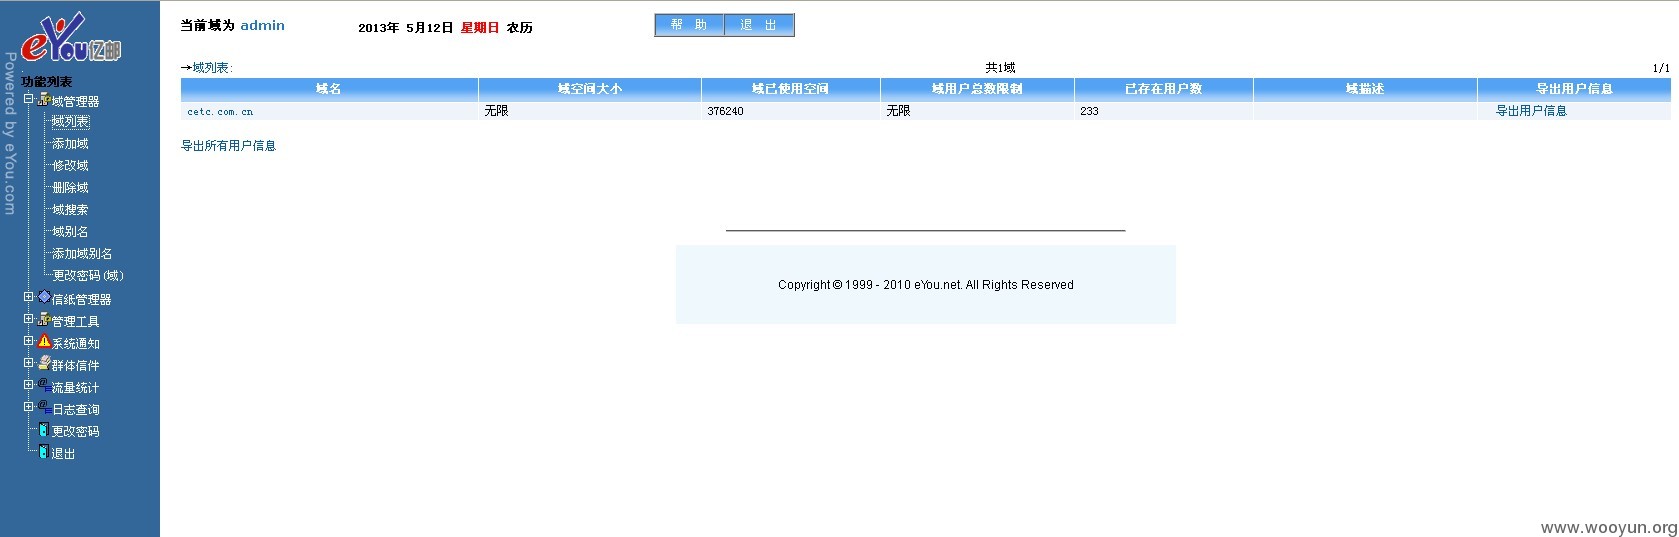 eYou亿邮
Powered by eYou.com
功能列表
域管理器
域列表
添加域
修改域
删除域
域搜索
域别名
添加域别名
更改密码(域)
信纸管理器
管理工具
系统通知
群体信件
流量统计
日志查询
更改密码
退出
当前域为 admin 2013年 5月12日 星期日 农历 帮 助 退 出
→域列表: 共1域 1/1
域名 域空间大小 域已使用空间 域用户总数限制 已存在用户数 域描述 导出用户信息
cetc.com.cn 无限 376240 无限 233 导出用户信息
导出所有用户信息
Copyright © 1999 - 2010 eYou.net. All Rights Reserved
www.wooyun.org